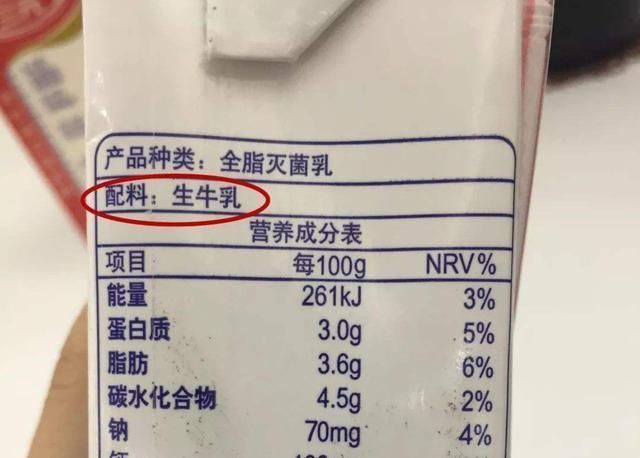 产品种类：全脂灭菌乳
配料：生牛乳
营养成分表
项目 每100g NRV%
能量 261kJ 3%
蛋白质 3.0g 5%
脂肪 3.6g 6%
碳水化合物 4.5g 2%
钠 70mg 4%